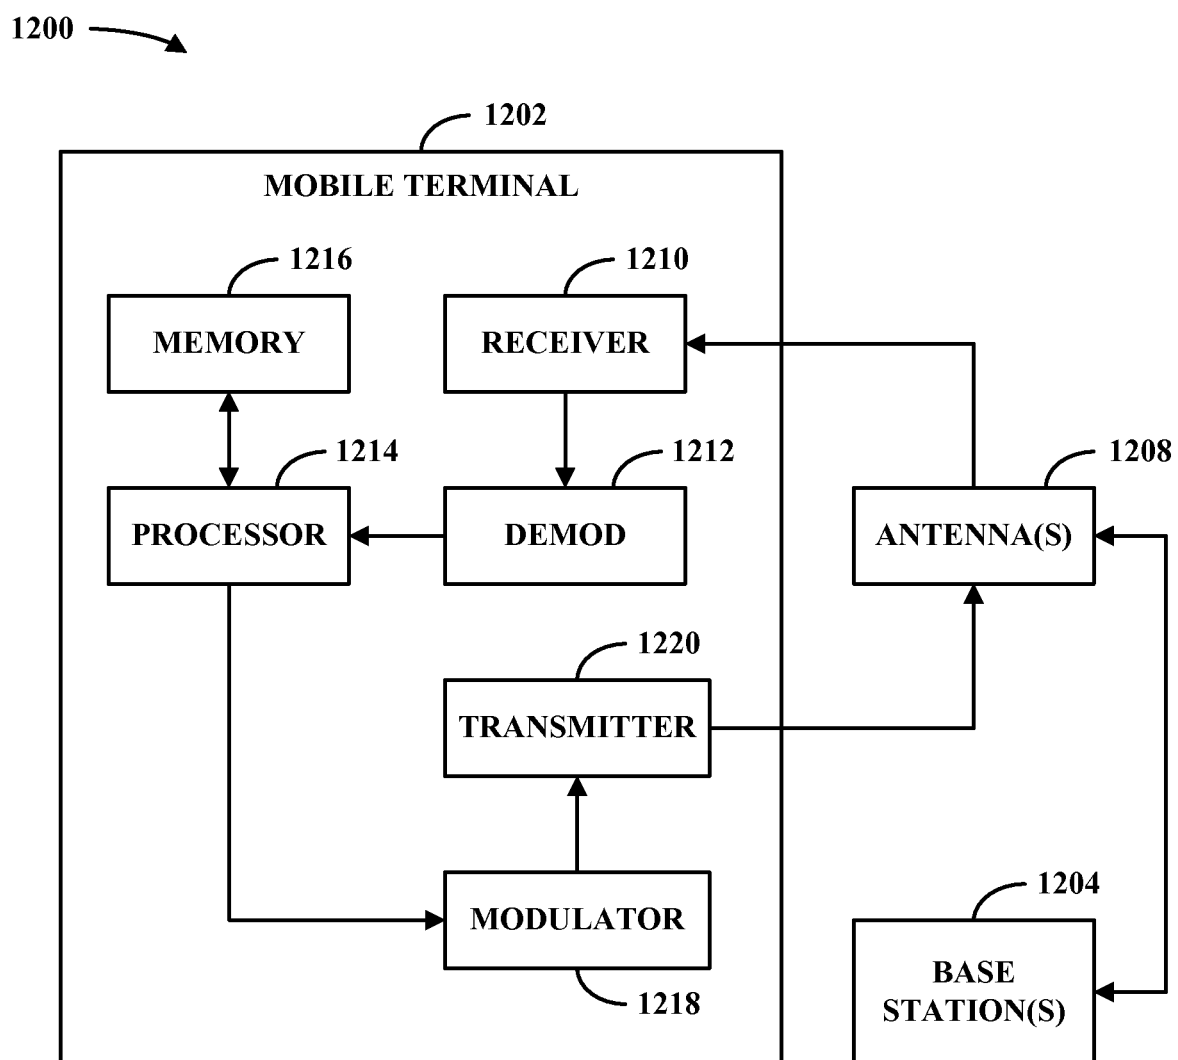 1200
1202
MOBILE TERMINAL
1216
1210
MEMORY
RECEIVER
1214
1212
1208
PROCESSOR
DEMOD
ANTENNA(S)
1220
TRANSMITTER
1204
MODULATOR
BASE
STATION(S)
1218